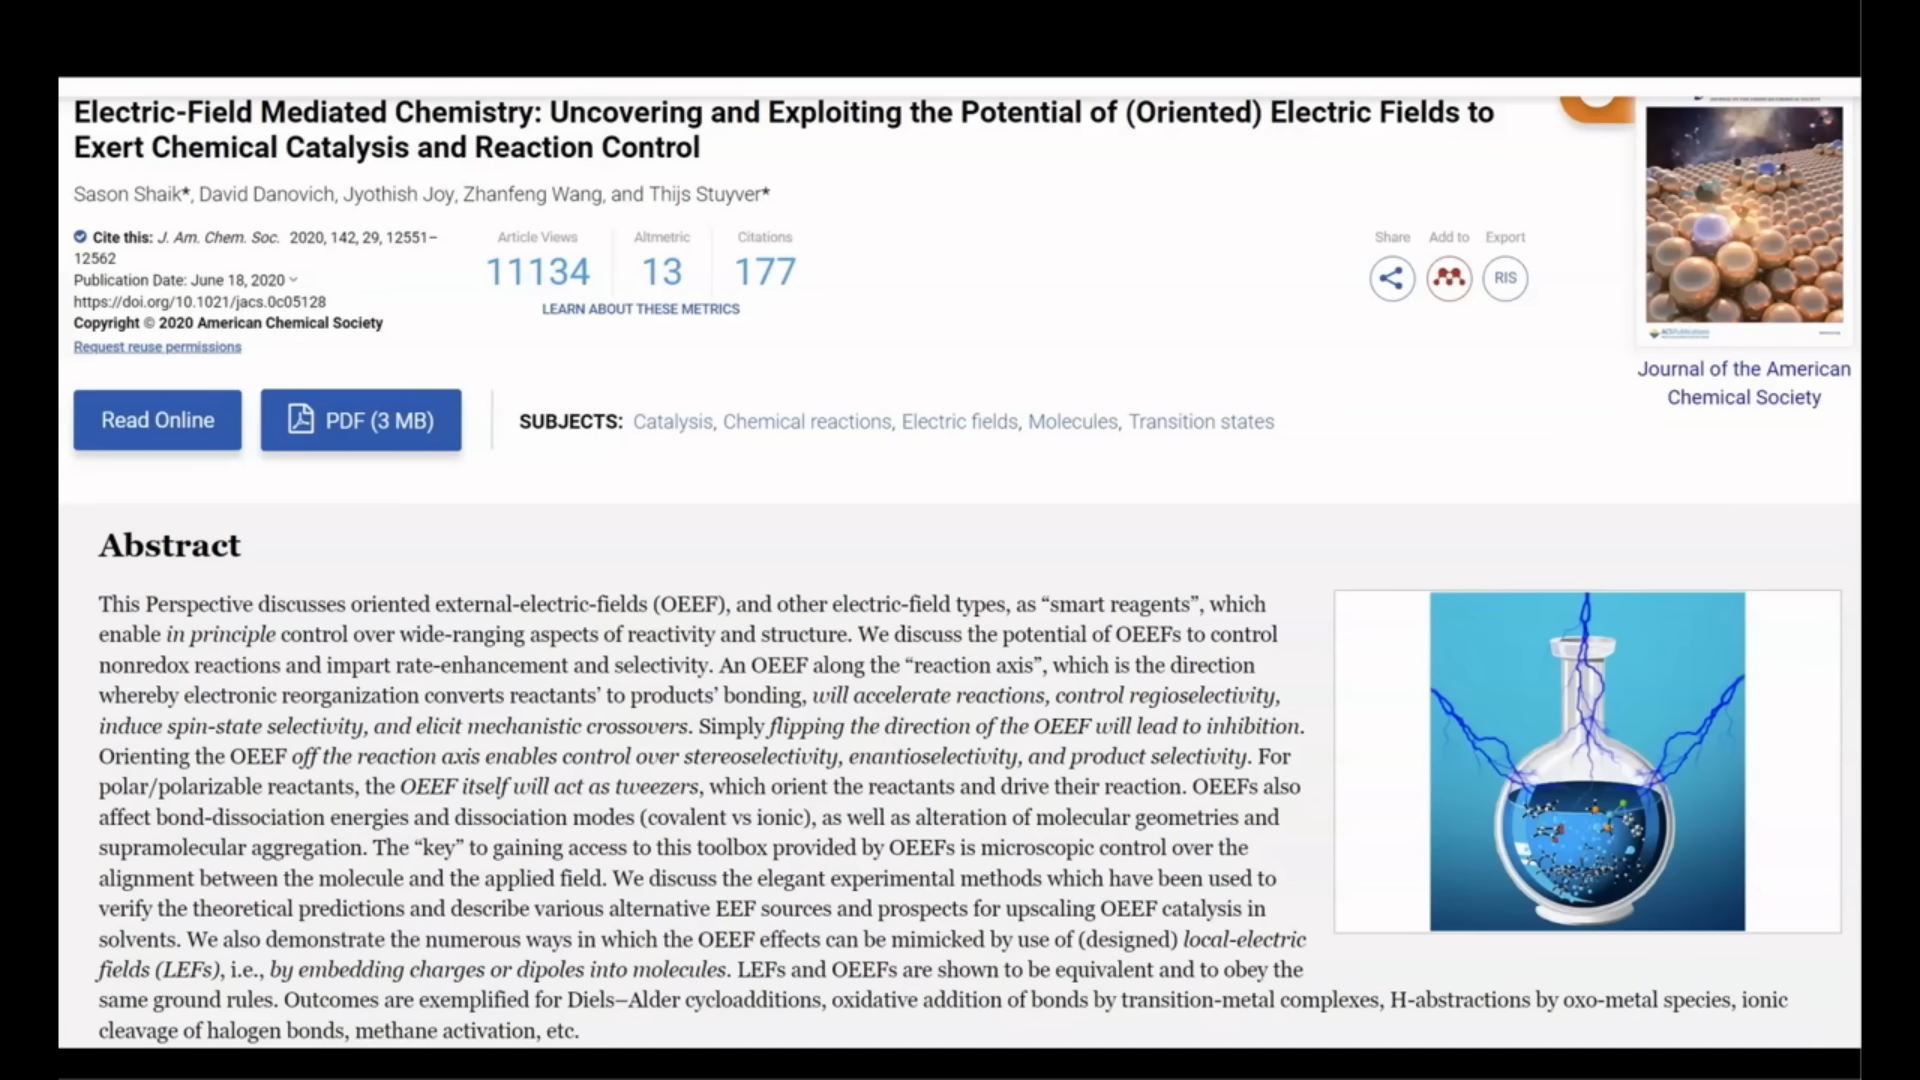 Electric-Field Mediated Chemistry: Uncovering and Exploiting the Potential of (Oriented) Electric Fields to
Exert Chemical Catalysis and Reaction Control
Sason Shaik*, David Danovich, Jyothish Joy, Zhanfeng Wang, and Thijs Stuyver*
Cite this: J. Am. Chem. Soc. 2020, 142, 29, 12551–
12562
Publication Date: June 18, 2020
https://doi.org/10.1021/jacs.0c05128
Copyright © 2020 American Chemical Society
Request reuse permissions
Article Views
11134
Altmetric
13
Citations
177
LEARN ABOUT THESE METRICS
Share
Add to
Export
RIS
ACS Publications
Journal of the American
Chemical Society
Read Online
PDF (3 MB)
SUBJECTS: Catalysis, Chemical reactions, Electric fields, Molecules, Transition states
Abstract
This Perspective discusses oriented external-electric-fields (OEEF), and other electric-field types, as “smart reagents”, which
enable in principle control over wide-ranging aspects of reactivity and structure. We discuss the potential of OEEFs to control
nonredox reactions and impart rate-enhancement and selectivity. An OEEF along the “reaction axis”, which is the direction
whereby electronic reorganization converts reactants’ to products’ bonding, will accelerate reactions, control regioselectivity,
induce spin-state selectivity, and elicit mechanistic crossovers. Simply flipping the direction of the OEEF will lead to inhibition.
Orienting the OEEF off the reaction axis enables control over stereoselectivity, enantioselectivity, and product selectivity. For
polar/polarizable reactants, the OEEF itself will act as tweezers, which orient the reactants and drive their reaction. OEEFs also
affect bond-dissociation energies and dissociation modes (covalent vs ionic), as well as alteration of molecular geometries and
supramolecular aggregation. The “key” to gaining access to this toolbox provided by OEEFs is microscopic control over the
alignment between the molecule and the applied field. We discuss the elegant experimental methods which have been used to
verify the theoretical predictions and describe various alternative EEF sources and prospects for upscaling OEEF catalysis in
solvents. We also demonstrate the numerous ways in which the OEEF effects can be mimicked by use of (designed) local-electric
fields (LEFs), i.e., by embedding charges or dipoles into molecules. LEFs and OEEFs are shown to be equivalent and to obey the
same ground rules. Outcomes are exemplified for Diels–Alder cycloadditions, oxidative addition of bonds by transition-metal complexes, H-abstractions by oxo-metal species, ionic
cleavage of halogen bonds, methane activation, etc.